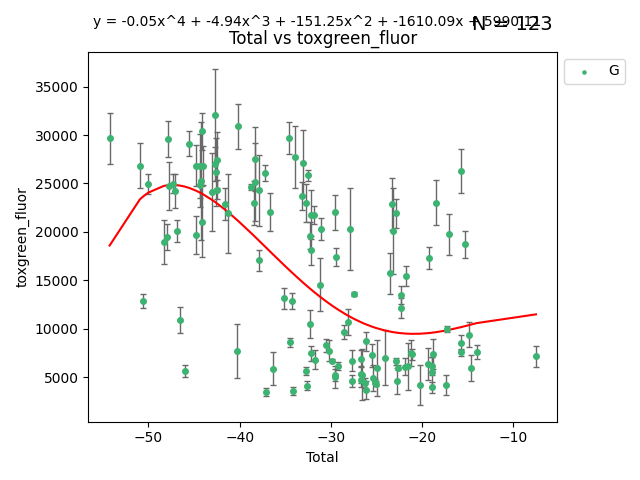 y = -0.05x^4 + -4.94x^3 + -151.25x^2 + -1610.09x +
N = 123
Total vs toxgreen_fluor
G
35000
30000
25000
20000
15000
10000
5000
toxgreen_fluor
−50
−40
−30
−20
−10
Total